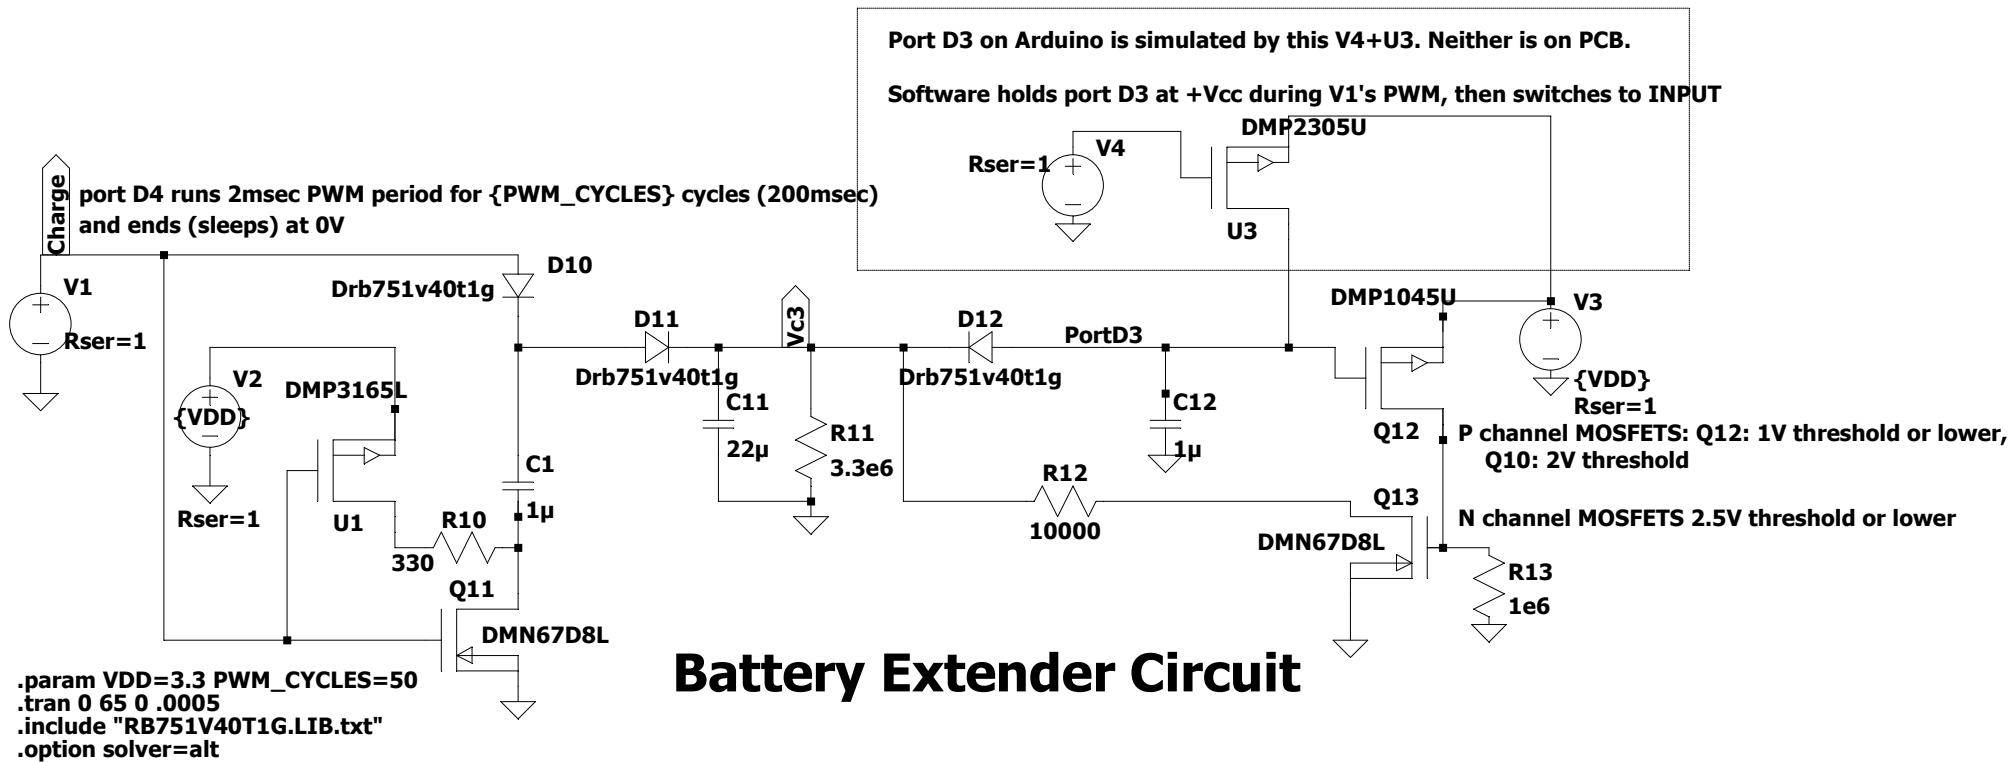 Port D3 on Arduino is simulated by this V4+U3. Neither is on PCB.
Software holds port D3 at +Vcc during V1's PWM, then switches to INPUT
DMP2305U
V4
Rser=1
U3
Charge
port D4 runs 2msec PWM period for {PWM_CYCLES} cycles (200msec)
and ends (sleeps) at 0V
D10
Drb751v40t1g
V1
Rser=1
DMP1045U
V3
D11
Vc3
D12
PortD3
Drb751v40t1g
Drb751v40t1g
{VDD}
Rser=1
V2
{VDD}
DMP3165L
C11
22µ
R11
3.3e6
C12
1µ
Q12
P channel MOSFETS: Q12: 1V threshold or lower,
Q10: 2V threshold
C1
1µ
R12
10000
Q13
Rser=1
U1
R10
330
N channel MOSFETS 2.5V threshold or lower
DMN67D8L
R13
1e6
Q11
DMN67D8L
Battery Extender Circuit
.param VDD=3.3 PWM_CYCLES=50
.tran 0 65 0 .0005
.include "RB751V40T1G.LIB.txt"
.option solver=alt